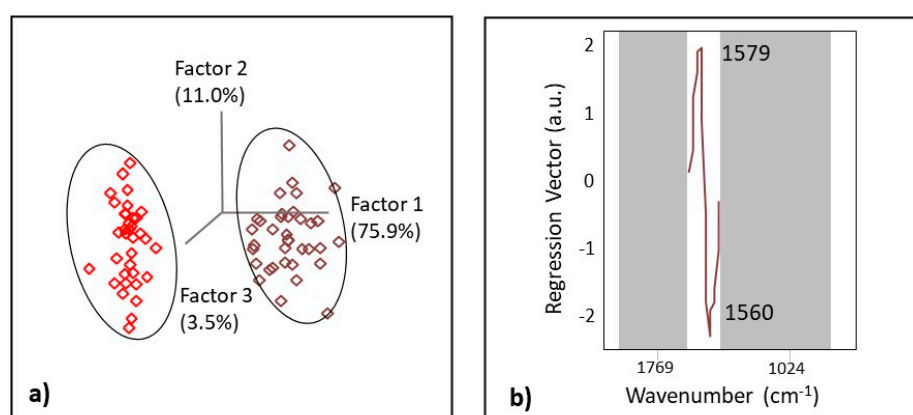 Factor 2
(11.0%)
Factor 1
(75.9%)
Factor 3
(3.5%)
a)
2
1
0
-1
-2
Regression Vector (a.u.)
1579
1560
1769
1024
Wavenumber (cm-1)
b)